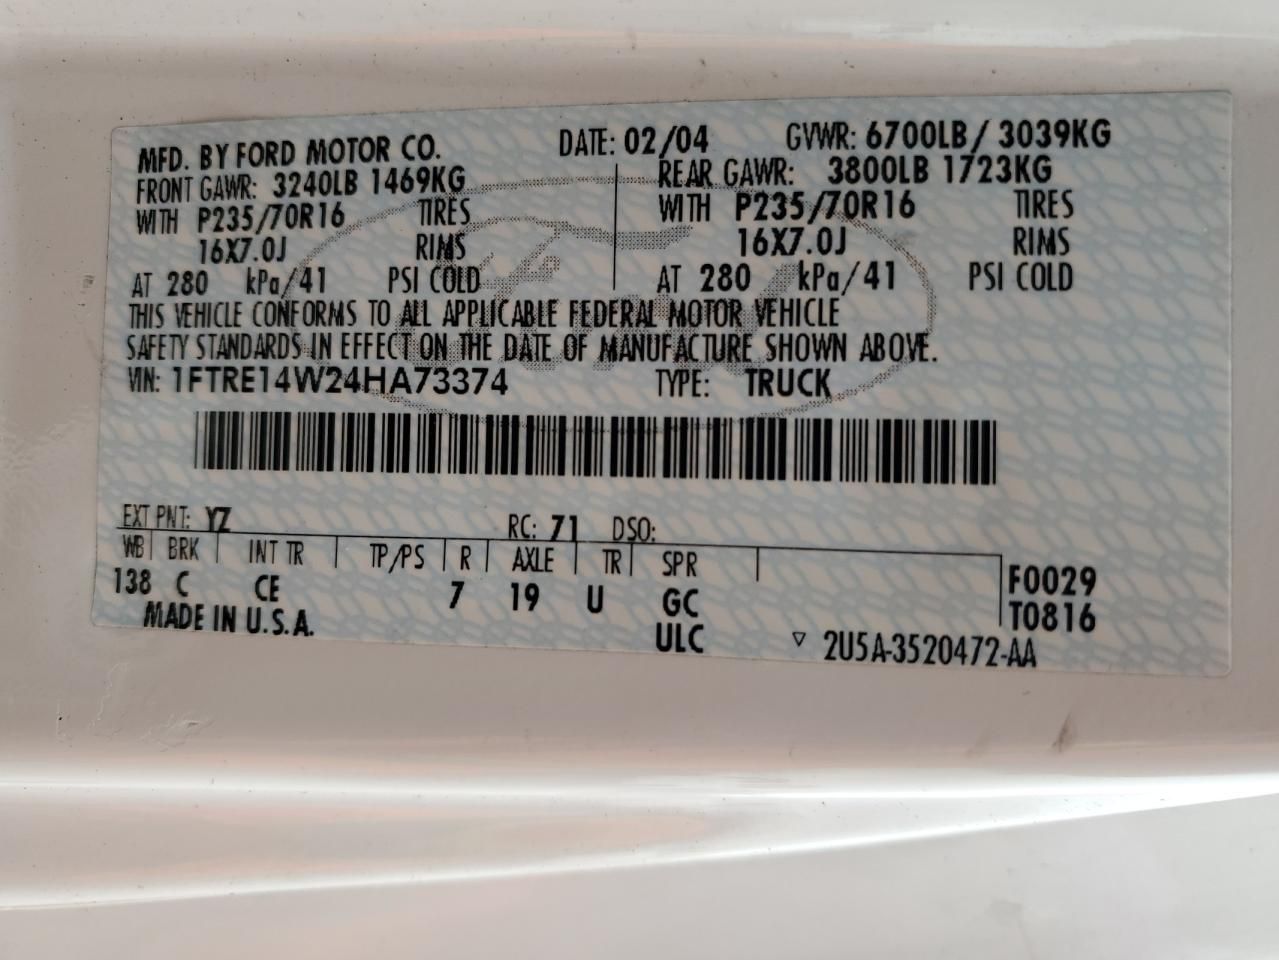 MFD. BY FORD MOTOR CO. DATE: 02/04 GVWR: 6700LB/ 3039KG
FRONT GAWR: 3240LB 1469KG REAR GAWR: 3800LB 1723KG
WITH P235/70R16 TIRES WITH P235/70R16 TIRES
16X7.0J RIMS 16X7.0J RIMS
AT 280 kPa/41 PSI COLD AT 280 kPa/41 PSI COLD
THIS VEHICLE CONFORMS TO ALL APPLICABLE FEDERAL MOTOR VEHICLE
SAFETY STANDARDS IN EFFECT ON THE DATE OF MANUFACTURE SHOWN ABOVE.
VIN: 1FTRE14W24HA73374 TYPE: TRUCK
EXT PNT: YZ RC: 71 DSO:
WB BRK INT TR TP/PS R AXLE TR SPR
138 C CE 7 19 U GC F0029
MADE IN U.S.A. ULC T0816
▽ 2U5A-3520472-AA